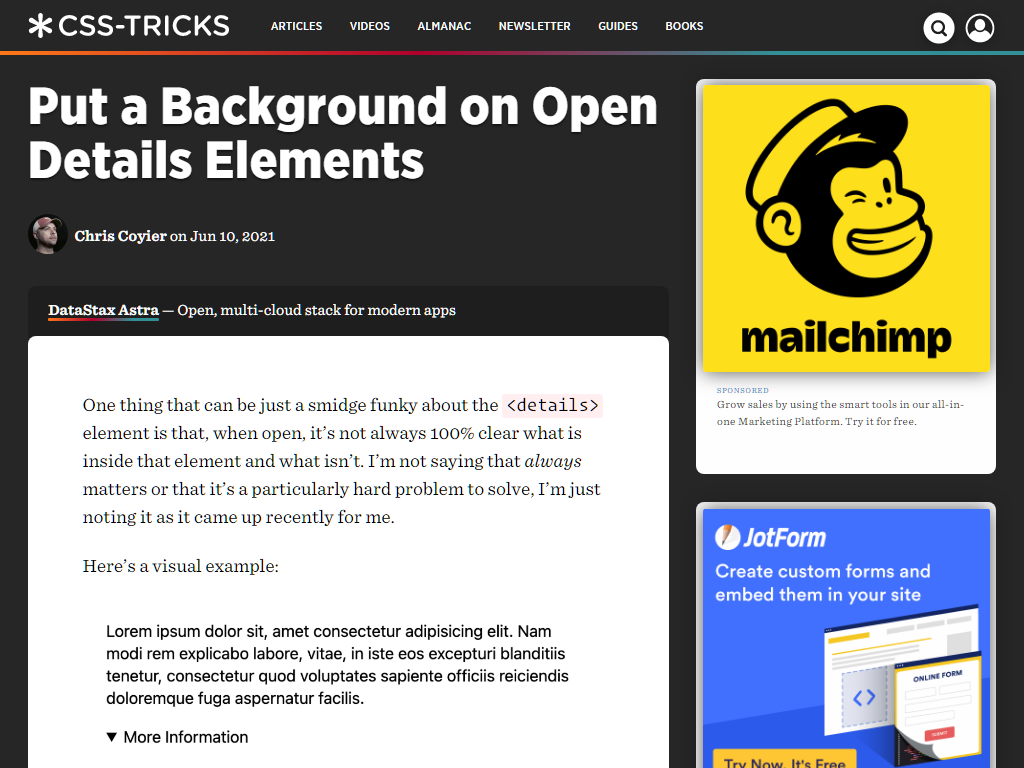 CSS-TRICKS
ARTICLES VIDEOS ALMANAC NEWSLETTER GUIDES BOOKS
Put a Background on Open
Details Elements
Chris Coyier on Jun 10, 2021
DataStax Astra — Open, multi-cloud stack for modern apps
One thing that can be just a smidge funky about the <details>
element is that, when open, it’s not always 100% clear what is
inside that element and what isn’t. I’m not saying that always
matters or that it’s a particularly hard problem to solve, I’m just
noting it as it came up recently for me.
Here’s a visual example:
Lorem ipsum dolor sit, amet consectetur adipisicing elit. Nam
modi rem explicabo labore, vitae, in iste eos excepturi blanditiis
tenetur, consectetur quod voluptates sapiente officiis reiciendis
doloremque fuga aspernatur facilis.
▼ More Information
mailchimp
SPONSORED
Grow sales by using the smart tools in our all-in-
one Marketing Platform. Try it for free.
JotForm
Create custom forms and
embed them in your site
ONLINE FORM
SUBMIT
Try Now, It's Free